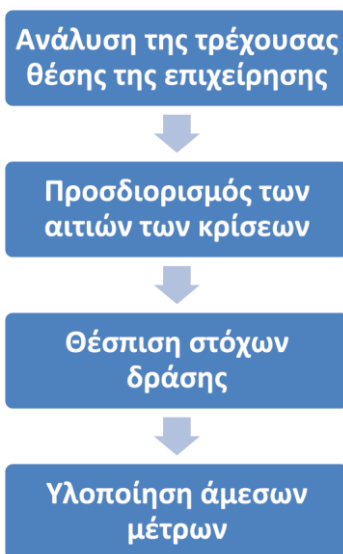 Ανάλυση της τρέχουσας
θέσης της επιχείρησης
Προσδιορισμός των
αιτιών των κρίσεων
Θέσπιση στόχων
δράσης
Υλοποίηση άμεσων
μέτρων